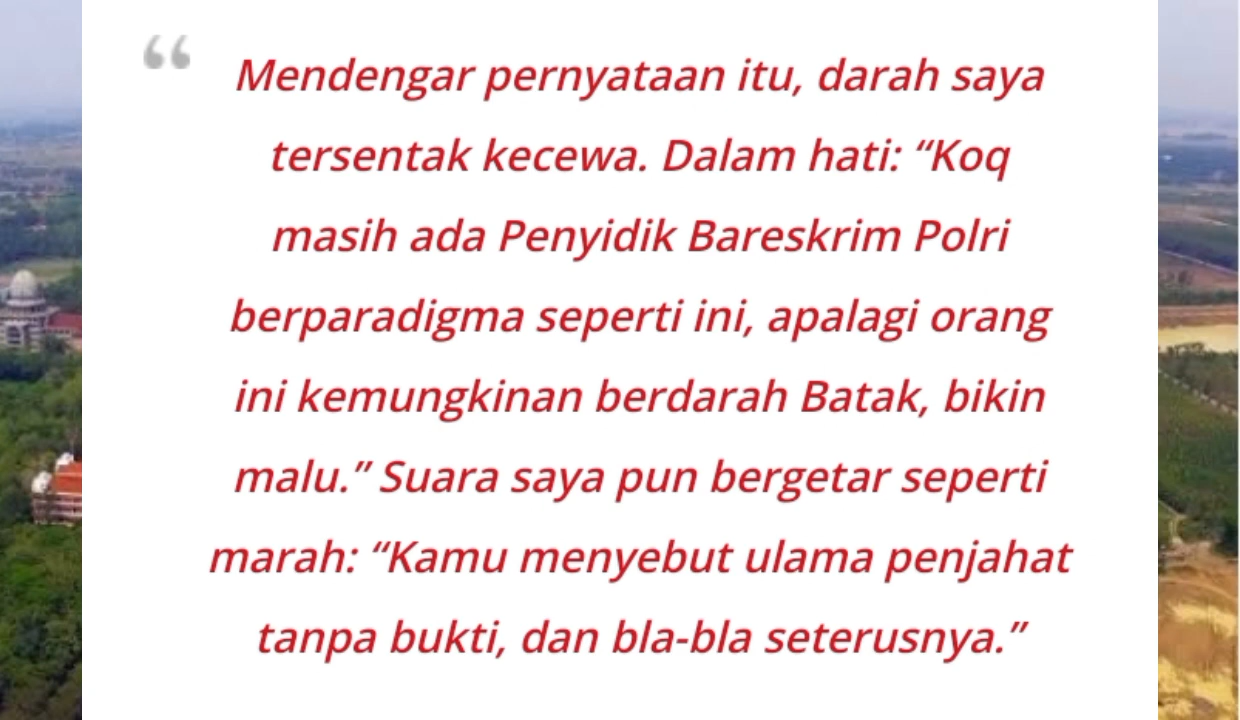 “
Mendengar pernyataan itu, darah saya
tersentak kecewa. Dalam hati: “Koq
masih ada Penyidik Bareskrim Polri
berparadigma seperti ini, apalagi orang
ini kemungkinan berdarah Batak, bikin
malu.” Suara saya pun bergetar seperti
marah: “Kamu menyebut ulama penjahat
tanpa bukti, dan bla-bla seterusnya.”